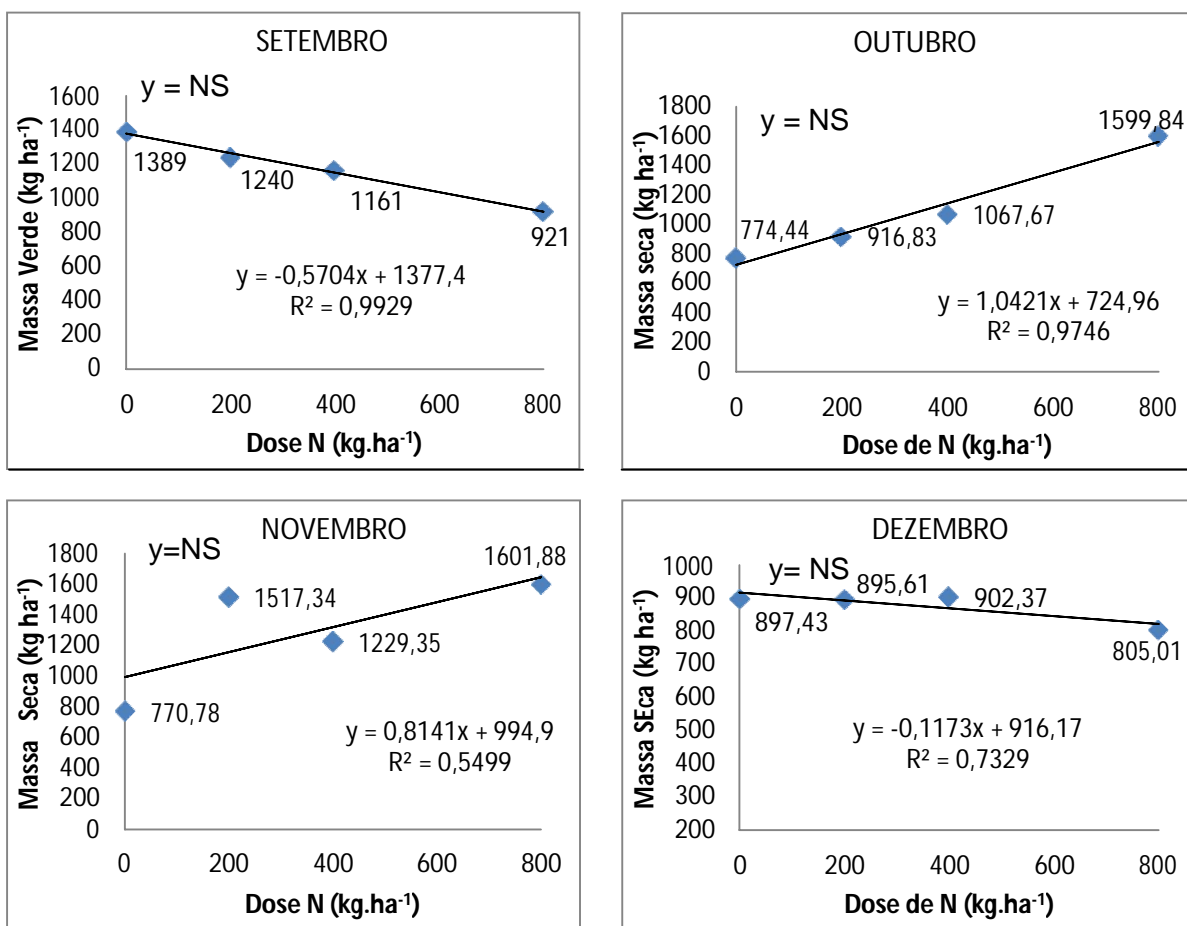 SETEMBRO
y = NS
Massa Verde (kg ha⁻¹)
1600
1400
1200
1000
800
600
400
200
0
1389
1240
1161
921
y = -0,5704x + 1377,4
R² = 0,9929
0 200 400 600 800
Dose N (kg.ha⁻¹)
OUTUBRO
y = NS
Massa seca (kg ha⁻¹)
1800
1600
1400
1200
1000
800
600
400
200
0
774,44
916,83
1067,67
1599,84
y = 1,0421x + 724,96
R² = 0,9746
0 200 400 600 800
Dose de N (kg.ha⁻¹)
NOVEMBRO
y=NS
Massa Seca (kg ha⁻¹)
1800
1600
1400
1200
1000
800
600
400
200
0
770,78
1517,34
1229,35
1601,88
y = 0,8141x + 994,9
R² = 0,5499
0 200 400 600 800
Dose N (kg.ha⁻¹)
DEZEMBRO
y= NS
Massa SEca (kg ha⁻¹)
1000
900
800
700
600
500
400
300
200
897,43
895,61
902,37
805,01
y = -0,1173x + 916,17
R² = 0,7329
0 200 400 600 800
Dose de N (kg.ha⁻¹)